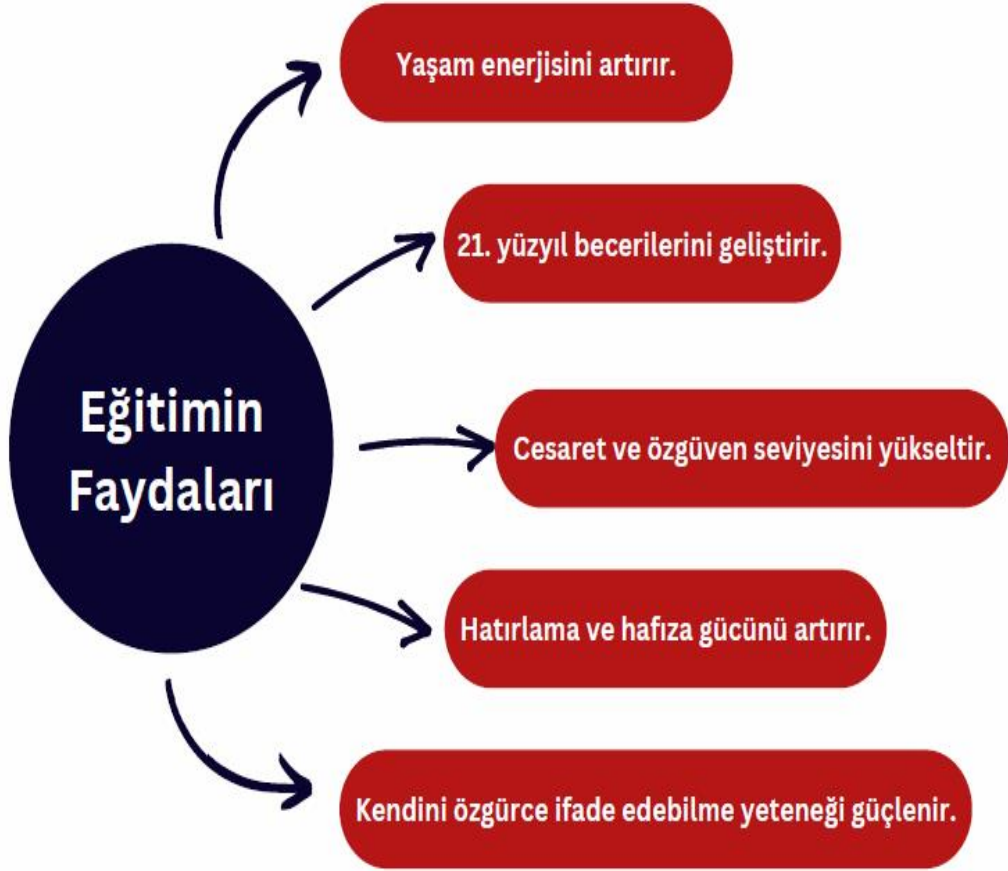 Eğitimin
Faydaları
Yaşam enerjisini artırır.
21. yüzyıl becerilerini geliştirir.
Cesaret ve özgüven seviyesini yükseltir.
Hatırlama ve hafıza gücünü artırır.
Kendini özgürce ifade edebilme yeteneği güçlenir.